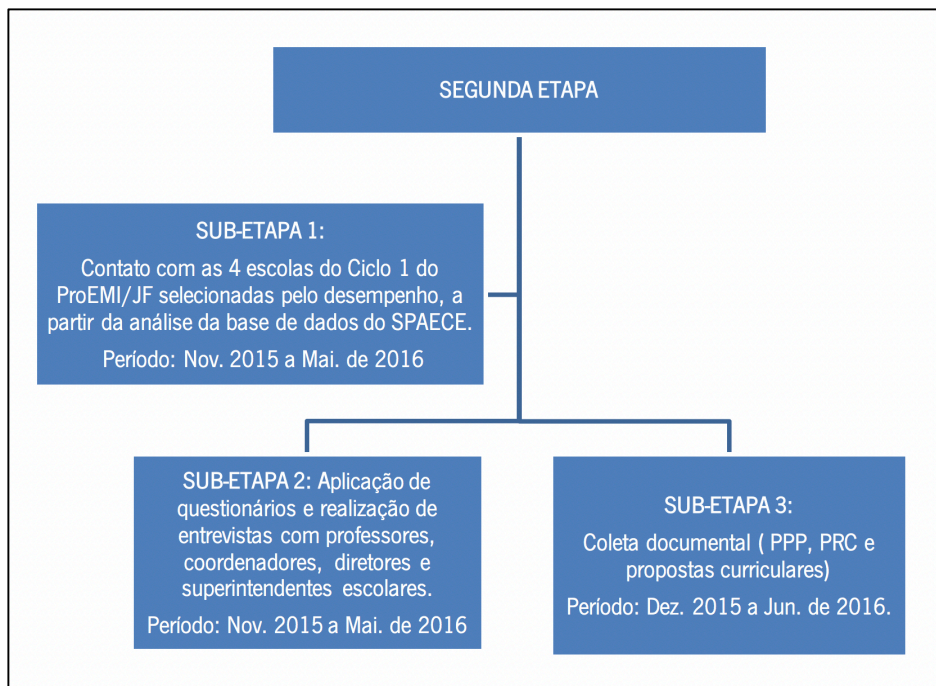 SEGUNDA ETAPA
SUB-ETAPA 1:
Contato com as 4 escolas do Ciclo 1 do
ProEMI/JF selecionadas pelo desempenho, a
partir da análise da base de dados do SPAECE.
Período: Nov. 2015 a Mai. de 2016
SUB-ETAPA 2: Aplicação de
questionários e realização de
entrevistas com professores,
coordenadores, diretores e
superintendentes escolares.
Período: Nov. 2015 a Mai. de 2016
SUB-ETAPA 3:
Coleta documental ( PPP, PRC e
propostas curriculares)
Período: Dez. 2015 a Jun. de 2016.